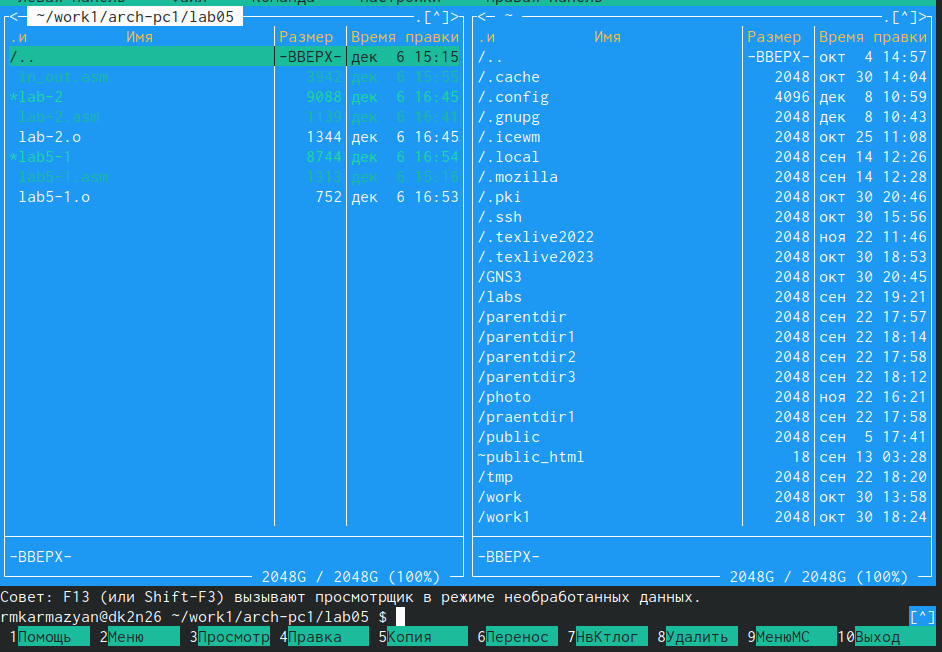 Левая панель Файл Команда Настройки Правая панель
<─ ~/work1/arch-pc1/lab05 .[^]>
.и Имя Размер Время правки
/.. -ВВЕРХ- дек 6 15:15
in_out.asm 3942 дек 6 16:55
*lab-2 9088 дек 6 16:45
lab-2.asm 1139 дек 6 16:41
lab-2.o 1344 дек 6 16:45
*lab5-1 8744 дек 6 16:54
lab5-1.asm 1313 дек 6 15:16
lab5-1.o 752 дек 6 16:53
-ВВЕРХ-
2048G / 2048G (100%)
<─ ~ .[^]>
.и Имя Размер Время правки
/.. -ВВЕРХ- окт 4 14:57
/.cache 2048 окт 30 14:04
/.config 4096 дек 8 10:59
/.gnupg 2048 дек 8 10:43
/.icewm 2048 окт 25 11:08
/.local 2048 сен 14 12:26
/.mozilla 2048 сен 14 12:28
/.pki 2048 окт 30 20:46
/.ssh 2048 окт 30 15:56
/.texlive2022 2048 ноя 22 11:46
/.texlive2023 2048 окт 30 18:53
/GNS3 2048 окт 30 20:45
/labs 2048 сен 22 19:21
/parentdir 2048 сен 22 17:57
/parentdir1 2048 сен 22 18:14
/parentdir2 2048 сен 22 17:58
/parentdir3 2048 сен 22 18:12
/photo 2048 ноя 22 16:21
/praentdir1 2048 сен 22 17:58
/public 2048 сен 5 17:41
~public_html 18 сен 13 03:28
/tmp 2048 сен 22 18:20
/work 2048 окт 30 13:58
/work1 2048 окт 30 18:24
-ВВЕРХ-
2048G / 2048G (100%)
Совет: F13 (или Shift-F3) вызывают просмотрщик в режиме необработанных данных.
rmkarmazyan@dk2n26 ~/work1/arch-pc1/lab05 $ [^]
1Помощь 2Меню 3Просмотр 4Правка 5Копия 6Перенос 7НвКтлог 8Удалить 9МенюМС 10Выход